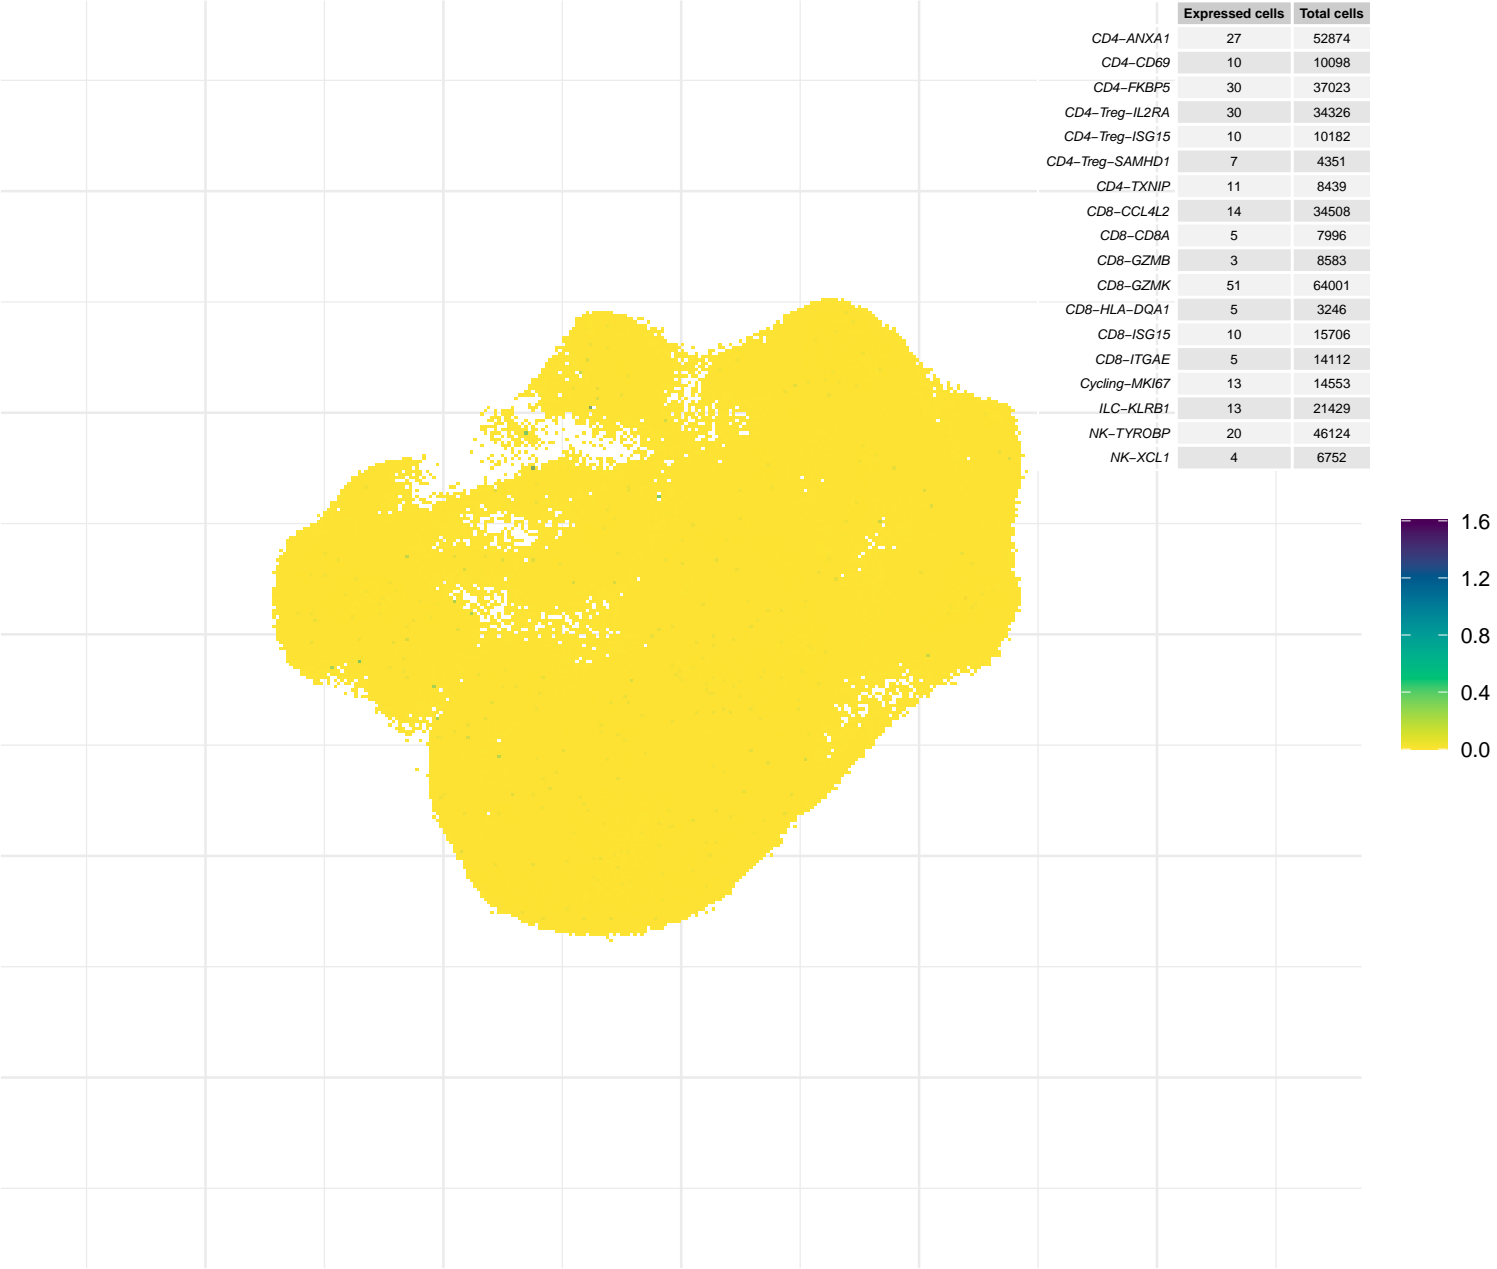 Expressed cells Total cells
CD4−ANXA1 27 52874
CD4−CD69 10 10098
CD4−FKBP5 30 37023
CD4−Treg−IL2RA 30 34326
CD4−Treg−ISG15 10 10182
CD4−Treg−SAMHD1 7 4351
CD4−TXNIP 11 8439
CD8−CCL4L2 14 34508
CD8−CD8A 5 7996
CD8−GZMB 3 8583
CD8−GZMK 51 64001
CD8−HLA−DQA1 5 3246
CD8−ISG15 10 15706
CD8−ITGAE 5 14112
Cycling−MKI67 13 14553
ILC−KLRB1 13 21429
NK−TYROBP 20 46124
NK−XCL1 4 6752
1.6
1.2
0.8
0.4
0.0